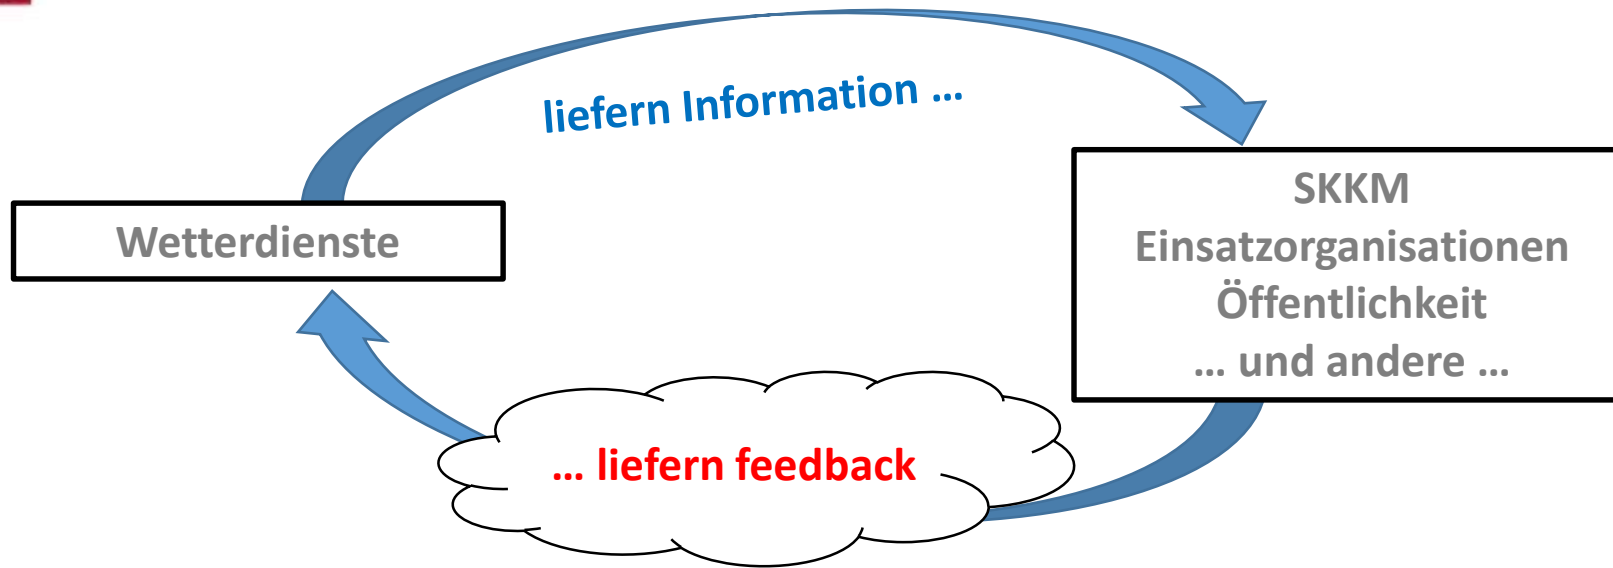 liefern Information ...
Wetterdienste
SKKM
Einsatzorganisationen
Öffentlichkeit
... und andere ...
... liefern feedback